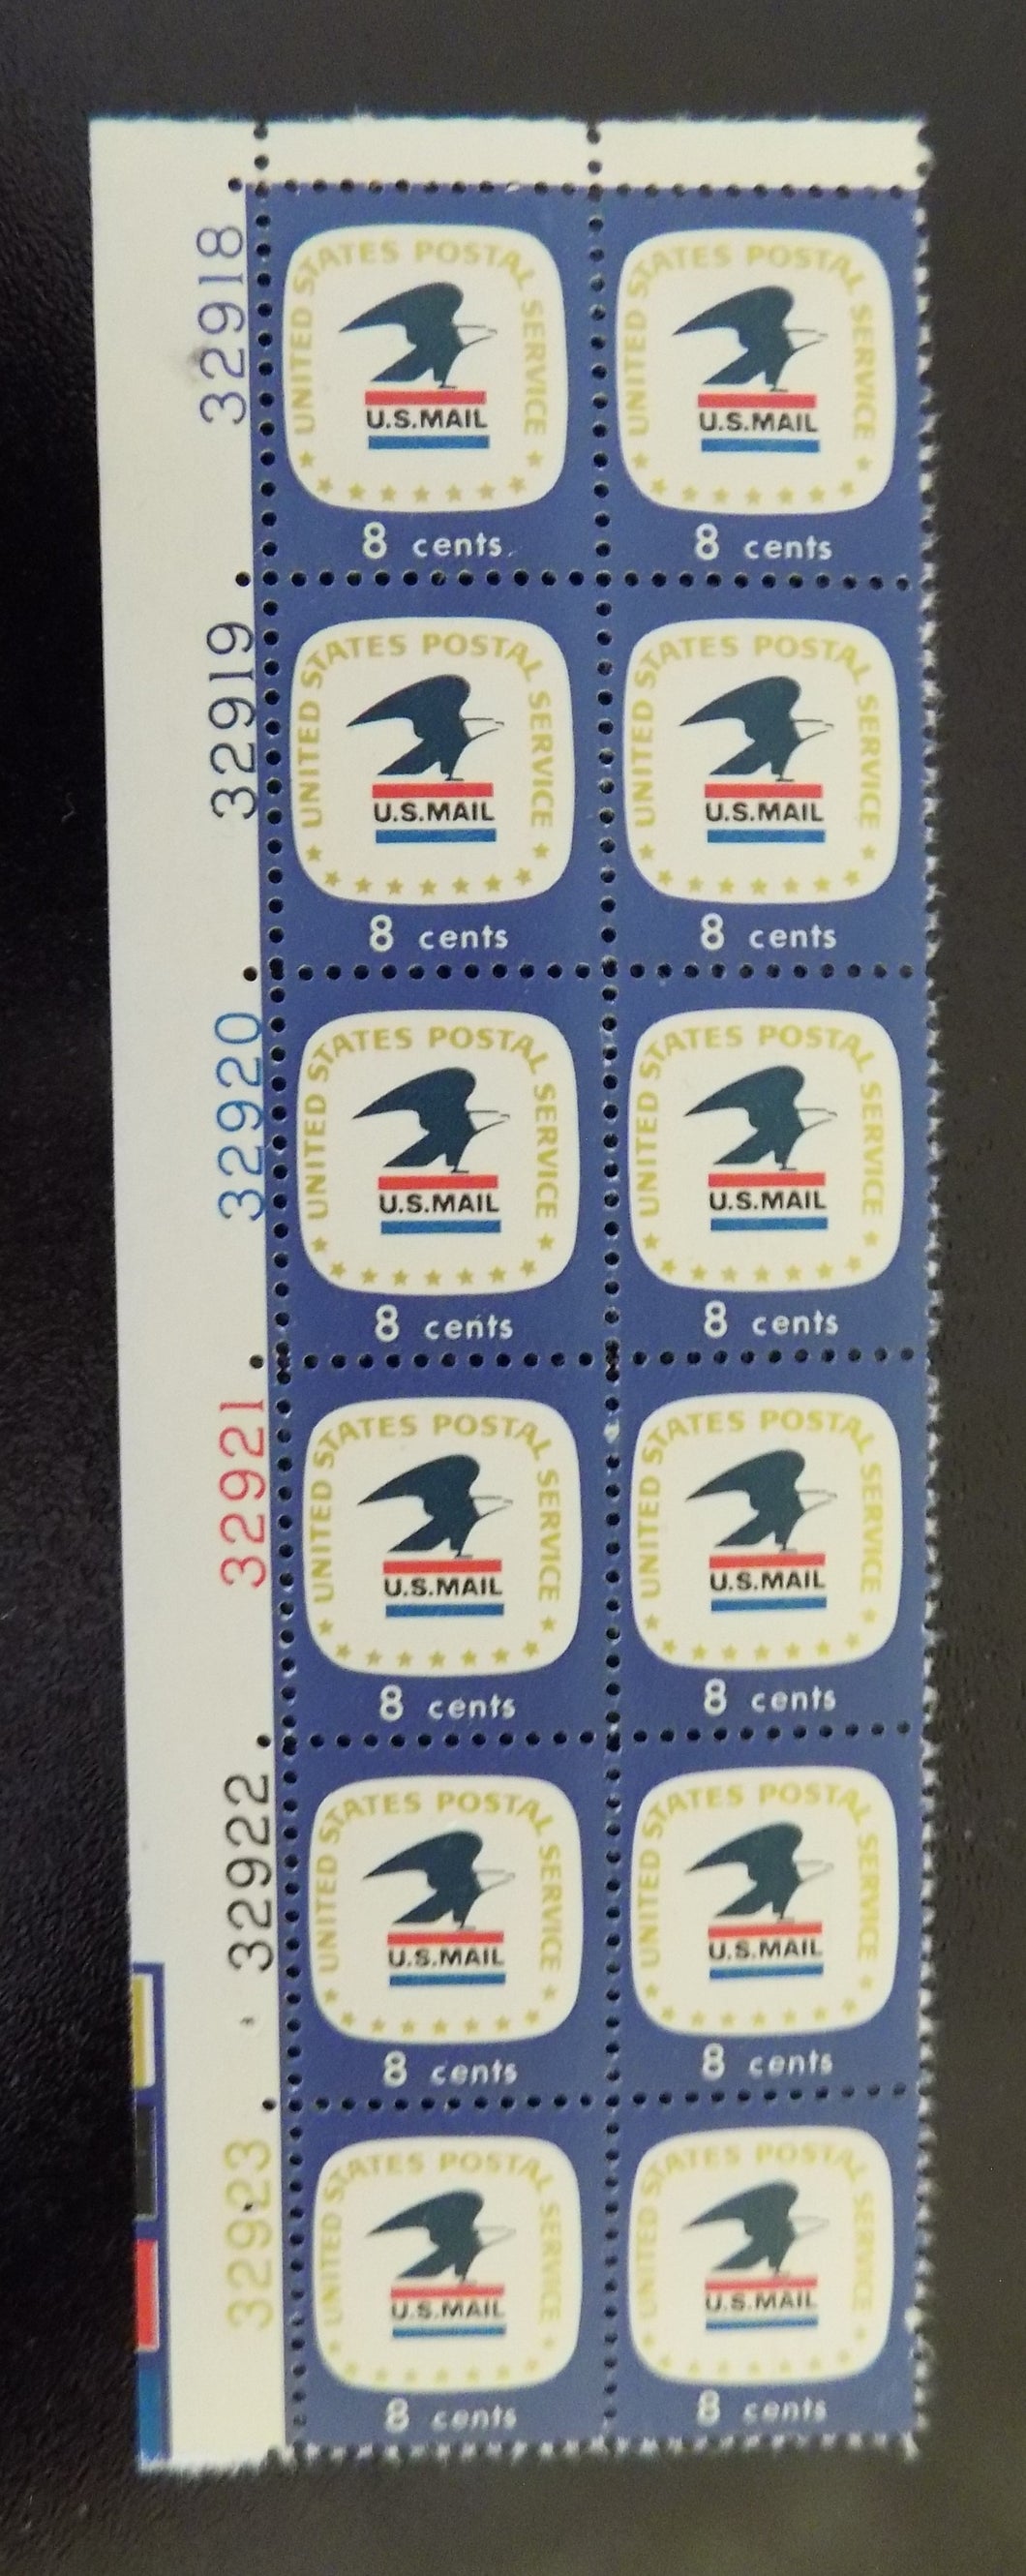 32918
UNITED STATES POSTAL SERVICE
U.S.MAIL
8 cents
UNITED STATES POSTAL SERVICE
U.S.MAIL
8 cents
32919
UNITED STATES POSTAL SERVICE
U.S.MAIL
8 cents
UNITED STATES POSTAL SERVICE
U.S.MAIL
8 cents
32920
UNITED STATES POSTAL SERVICE
U.S.MAIL
8 cents
UNITED STATES POSTAL SERVICE
U.S.MAIL
8 cents
32921
UNITED STATES POSTAL SERVICE
U.S.MAIL
8 cents
UNITED STATES POSTAL SERVICE
U.S.MAIL
8 cents
32922
UNITED STATES POSTAL SERVICE
U.S.MAIL
8 cents
UNITED STATES POSTAL SERVICE
U.S.MAIL
8 cents
32923
UNITED STATES POSTAL SERVICE
U.S.MAIL
8 cents
UNITED STATES POSTAL SERVICE
U.S.MAIL
8 cents